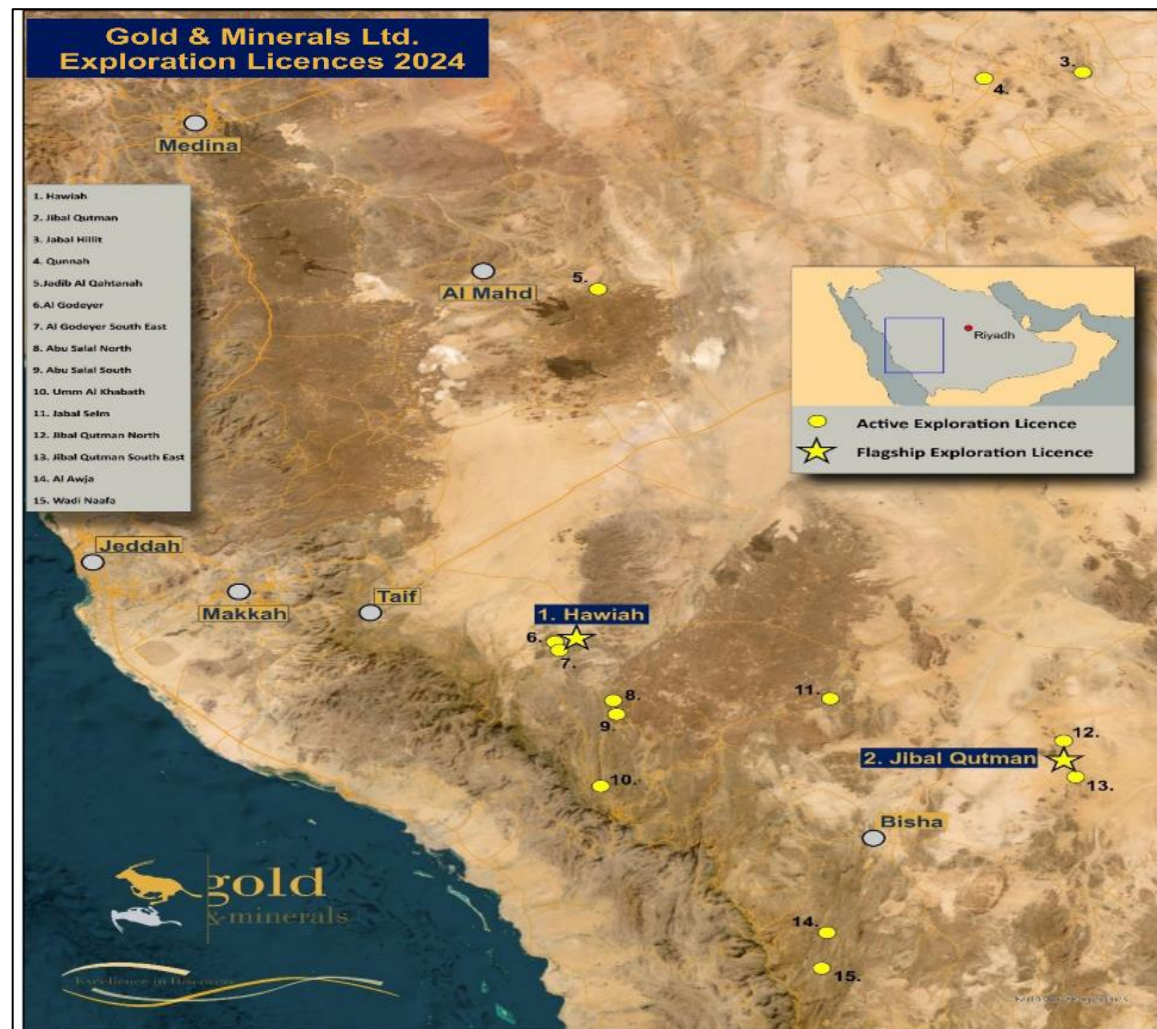 Gold & Minerals Ltd.
Exploration Licences 2024
3.
4.
Medina
1. Hawiah
2. Jibal Qutman
3. Jabal Hillit
4. Qunnah
5.Jadib Al Qahtanah
6.Al Godeyer
7. Al Godeyer South East
8. Abu Salal North
9. Abu Salal South
10. Umm Al Khabath
11. Jabal Selm
12. Jibal Qutman North
13. Jibal Qutman South East
14. Al Awja
15. Wadi Naafa
Al Mahd
5.
Riyadh
Active Exploration Licence
Flagship Exploration Licence
Jeddah
Makkah
Taif
1. Hawiah
6.
7.
8.
9.
10.
11.
12.
2. Jibal Qutman
13.
Bisha
14.
15.
gold
&minerals
Excellence in Discovery